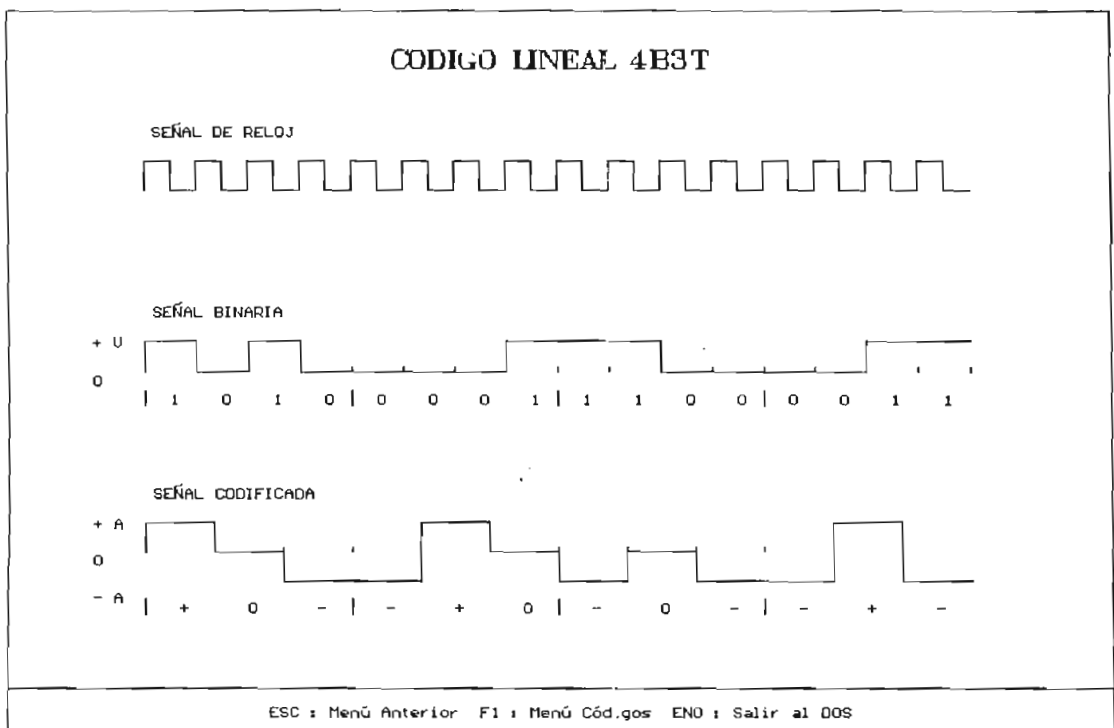 CODIGO LINEAL 4B3T
SEÑAL DE RELOJ
SEÑAL BINARIA
+ U
0
| 1 0 1 0 | 0 0 0 1 | 1 1 0 0 | 0 0 1 1
SEÑAL CODIFICADA
+ A
0
- A
| + 0 - | - + 0 | - 0 - | - + -
ESC : Menú Anterior F1 : Menú Cód.gos END : Salir al DOS